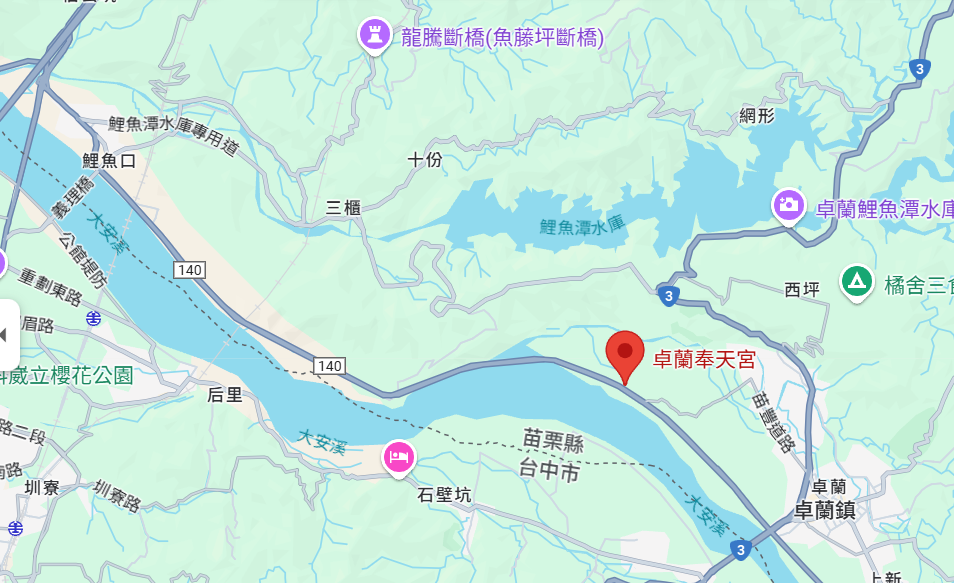 龍騰斷橋(魚藤坪斷橋)
3
網形
鯉魚潭水庫專用道
鯉魚口
十份
義理橋
三櫃
卓蘭鯉魚潭水庫
大安溪
鯉魚潭水庫
公館堤防
140
重劃東路
3
西坪
橘舍三
眉路
140
卓蘭奉天宮
威立櫻花公園
后里
苗豐道路
路二段
大安溪
苗栗縣
台中市
南路
圳寮
圳寮路
石壁坑
卓蘭
卓蘭鎮
大安溪
3
上新